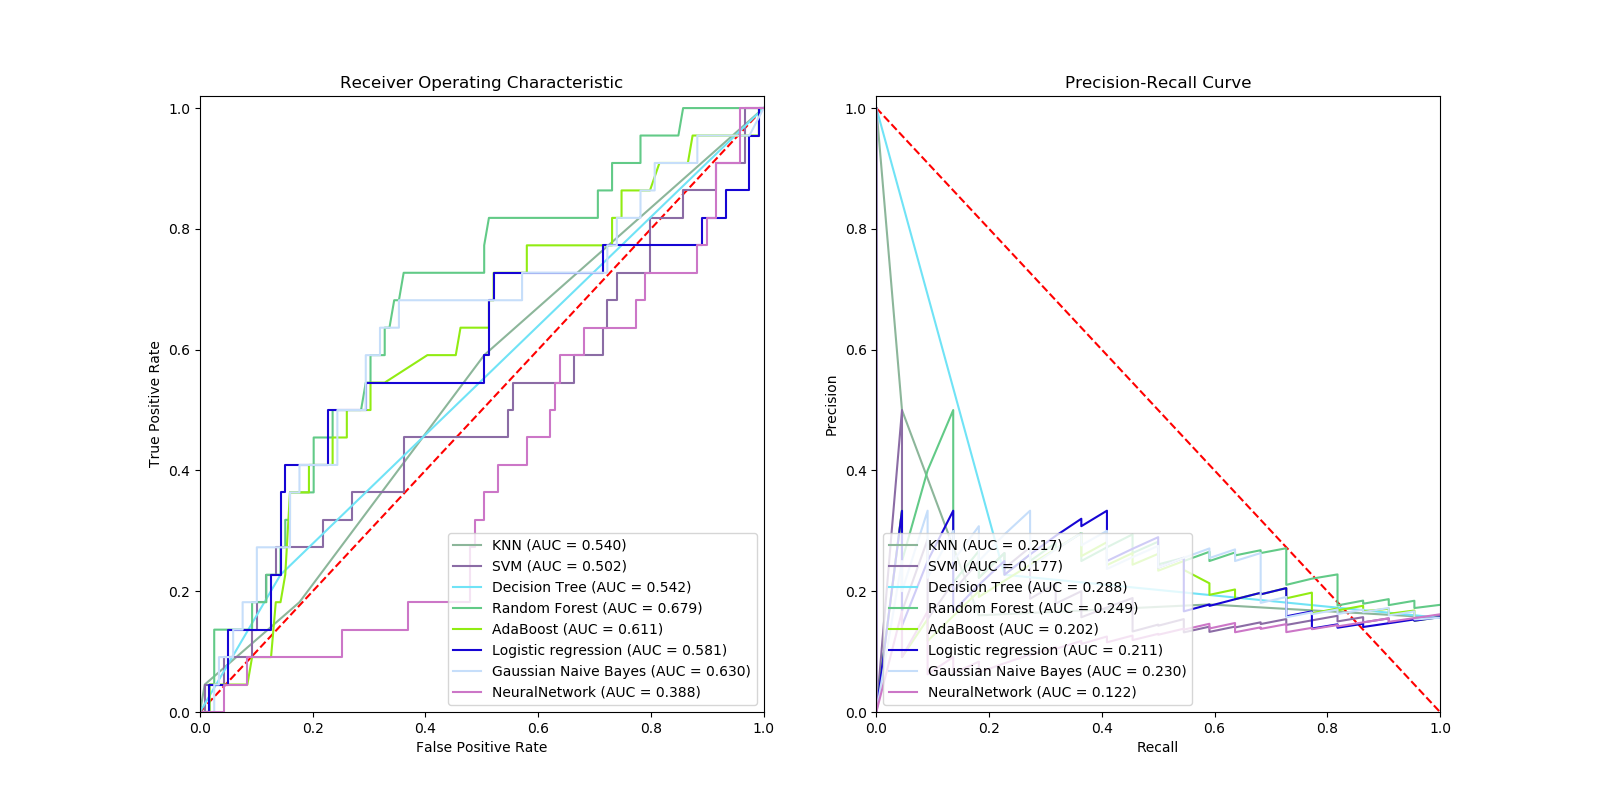 Receiver Operating Characteristic
1.0
0.8
0.6
0.4
0.2
0.0
True Positive Rate
KNN (AUC = 0.540)
SVM (AUC = 0.502)
Decision Tree (AUC = 0.542)
Random Forest (AUC = 0.679)
AdaBoost (AUC = 0.611)
Logistic regression (AUC = 0.581)
Gaussian Naive Bayes (AUC = 0.630)
NeuralNetwork (AUC = 0.388)
0.0 0.2 0.4 0.6 0.8 1.0
False Positive Rate
Precision-Recall Curve
1.0
0.8
0.6
0.4
0.2
0.0
Precision
KNN (AUC = 0.217)
SVM (AUC = 0.177)
Decision Tree (AUC = 0.288)
Random Forest (AUC = 0.249)
AdaBoost (AUC = 0.202)
Logistic regression (AUC = 0.211)
Gaussian Naive Bayes (AUC = 0.230)
NeuralNetwork (AUC = 0.122)
0.0 0.2 0.4 0.6 0.8 1.0
Recall